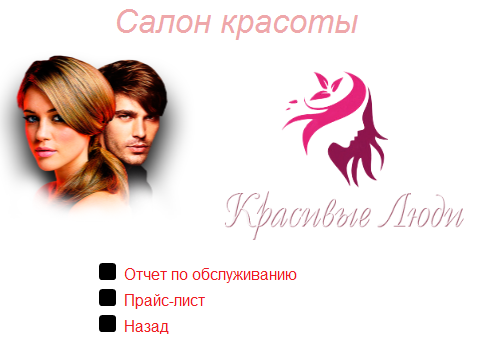 Салон красоты
Красивые Люди
Отчет по обслуживанию
Прайс-лист
Назад